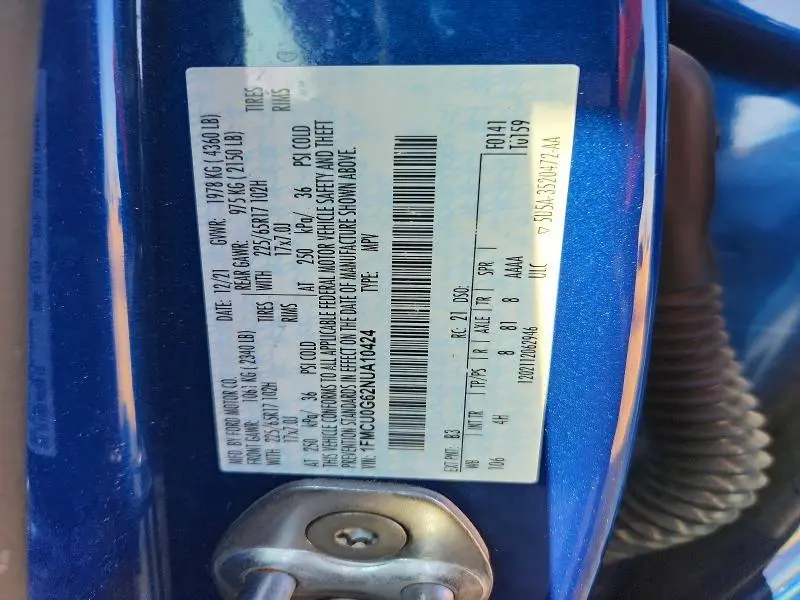 MFD. BY FORD MOTOR CO.
DATE: 12/21 GVWR: 1978 KG ( 4360 LB)
FRONT GAWR: 1061 KG ( 2340 LB) REAR GAWR: 975 KG ( 2150 LB)
WITH 225/65R17 102H TIRES WITH 225/65R17 102H TIRES
17x7.0J RIMS 17x7.0J RIMS
AT 250 kPa/ 36 PSI COLD AT 250 kPa/ 36 PSI COLD
THIS VEHICLE CONFORMS TO ALL APPLICABLE FEDERAL MOTOR VEHICLE SAFETY AND THEFT
PREVENTION STANDARDS IN EFFECT ON THE DATE OF MANUFACTURE SHOWN ABOVE.
VIN: 1FMCU0G62NUA10424 TYPE: MPV
F0141
T0159
EXT PNT: B3 RC: 21 DSO:
WB INT TR TP/PS R AXLE TR SPR
106 4H 8 81 8 AAAA
1202112062946 UIC
▽ 5U5A-3520472-AA